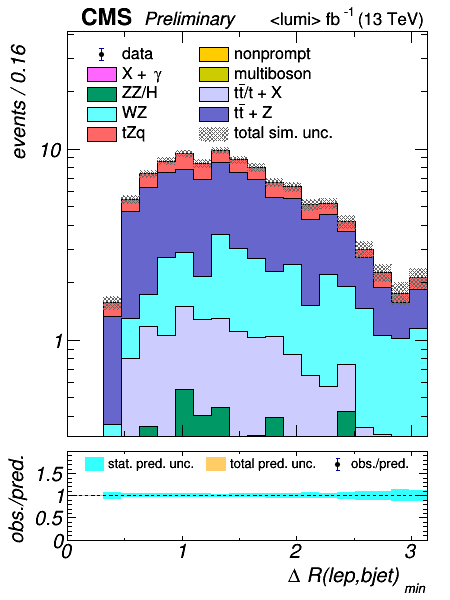 CMS Preliminary <lumi> fb⁻¹ (13 TeV)
events / 0.16
data
X + γ
ZZ/H
WZ
tZq
nonprompt
multiboson
tt̄/t + X
tt̄ + Z
total sim. unc.
10
1
obs./pred.
stat. pred. unc. total pred. unc. obs./pred.
1.5
1
0.5
0
0 1 2 3
Δ R(lep,bjet) min